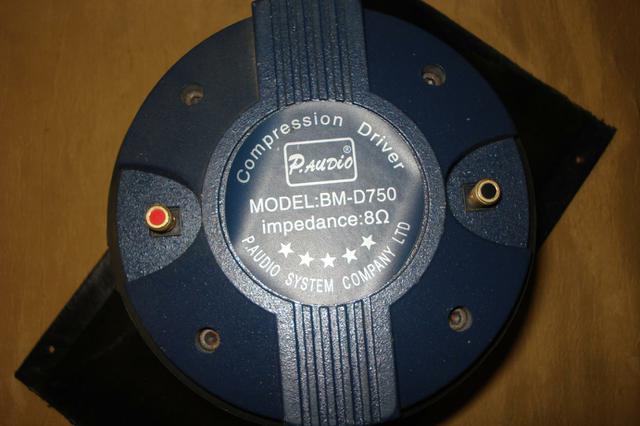 Compression Driver
P.AUDIO®
MODEL:BM-D750
impedance:8Ω
P.AUDIO SYSTEM COMPANY LTD